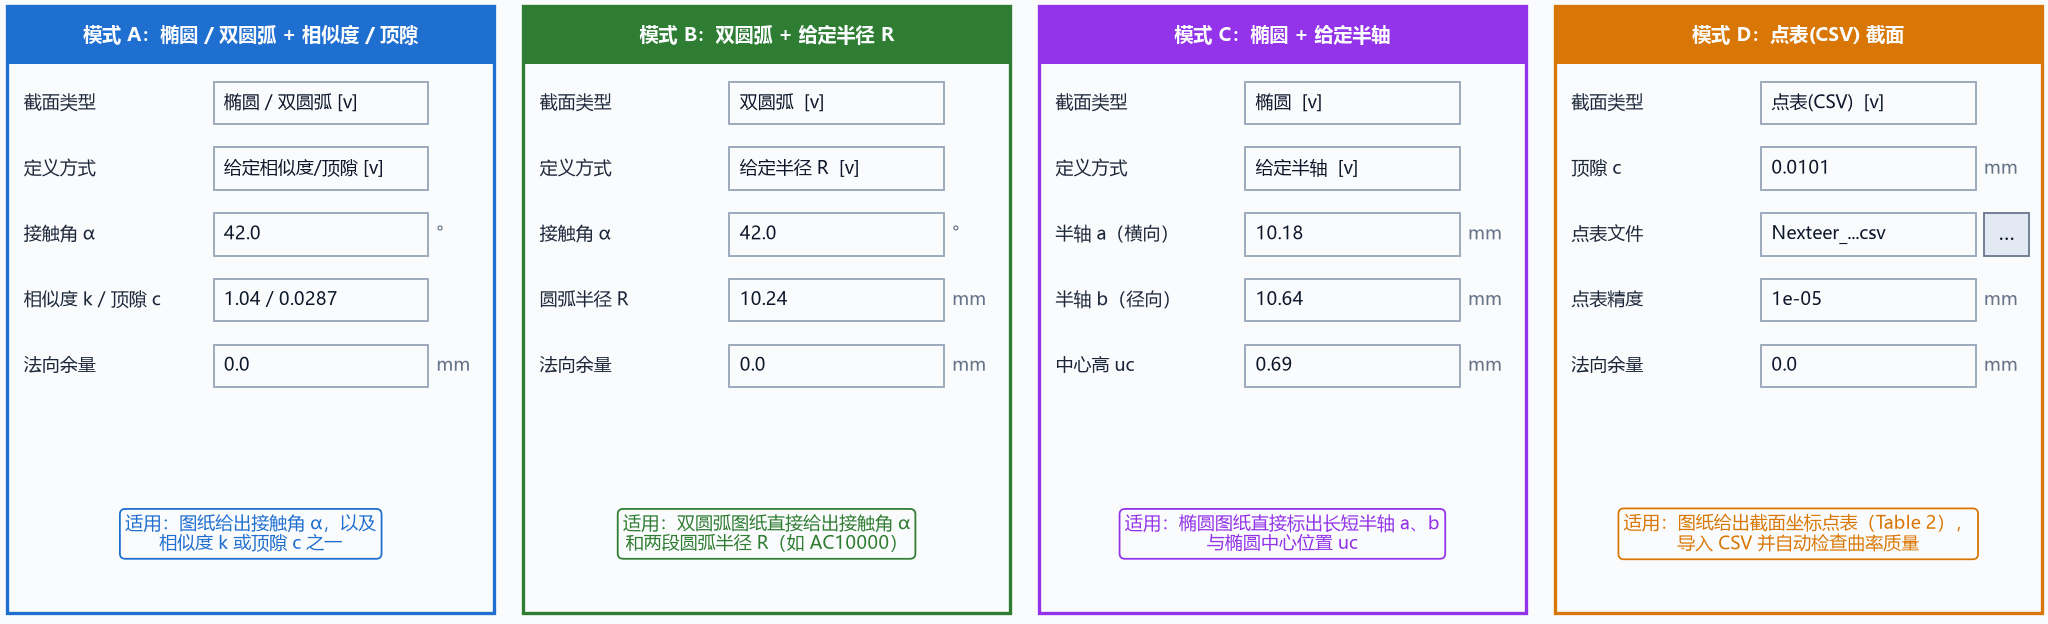 模式 A：椭圆 / 双圆弧 + 相似度 / 顶隙
截面类型
椭圆 / 双圆弧 [v]
定义方式
给定相似度/顶隙 [v]
接触角 α
42.0
°
相似度 k / 顶隙 c
1.04 / 0.0287
法向余量
0.0
mm
适用：图纸给出接触角 α，以及
相似度 k 或顶隙 c 之一
模式 B：双圆弧 + 给定半径 R
截面类型
双圆弧 [v]
定义方式
给定半径 R [v]
接触角 α
42.0
°
圆弧半径 R
10.24
mm
法向余量
0.0
mm
适用：双圆弧图纸直接给出接触角 α
和两段圆弧半径 R（如 AC10000）
模式 C：椭圆 + 给定半轴
截面类型
椭圆 [v]
定义方式
给定半轴 [v]
半轴 a（横向）
10.18
mm
半轴 b（径向）
10.64
mm
中心高 uc
0.69
mm
适用：椭圆图纸直接标出长短半轴 a、b
与椭圆中心位置 uc
模式 D：点表(CSV) 截面
截面类型
点表(CSV) [v]
顶隙 c
0.0101
mm
点表文件
Nexteer_...csv
...
点表精度
1e-05
mm
法向余量
0.0
mm
适用：图纸给出截面坐标点表（Table 2），
导入 CSV 并自动检查曲率质量